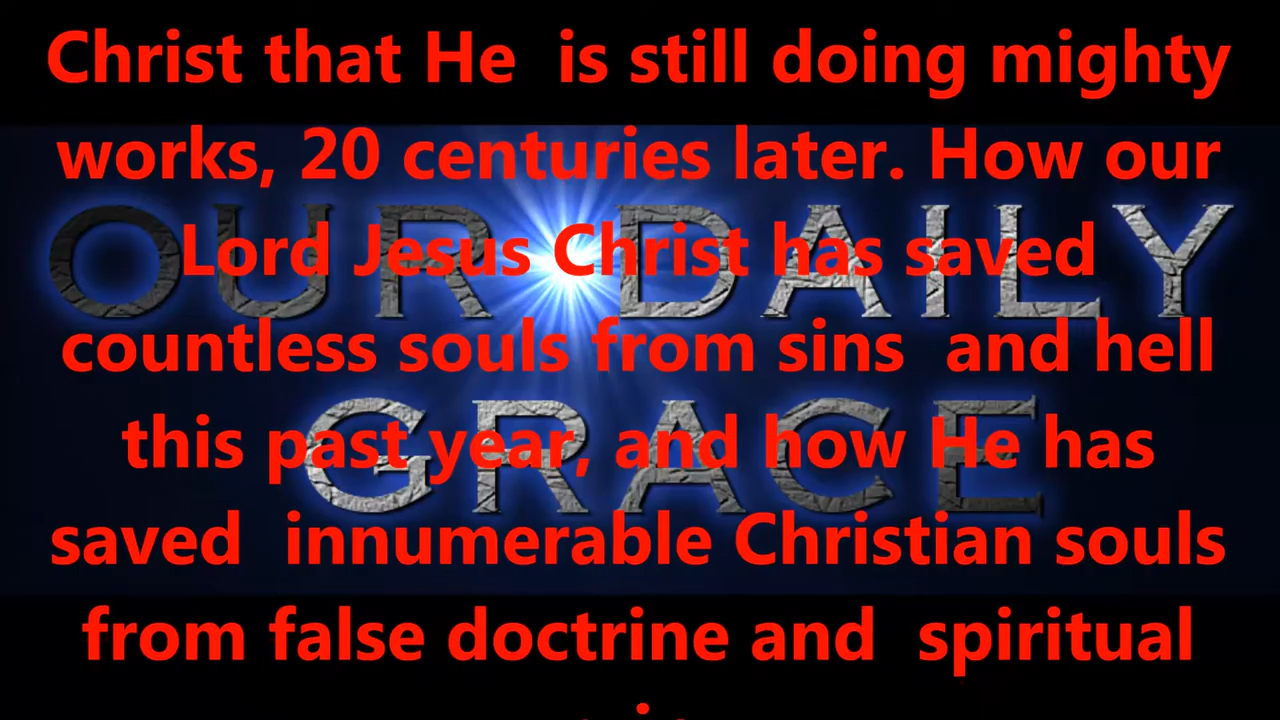 Christ that He  is still doing mighty
works, 20 centuries later. How our
OUR DAILY
Lord Jesus Christ has saved
countless souls from sins  and hell
GRACE
this past year, and how He has
saved  innumerable Christian souls
from false doctrine and  spiritual